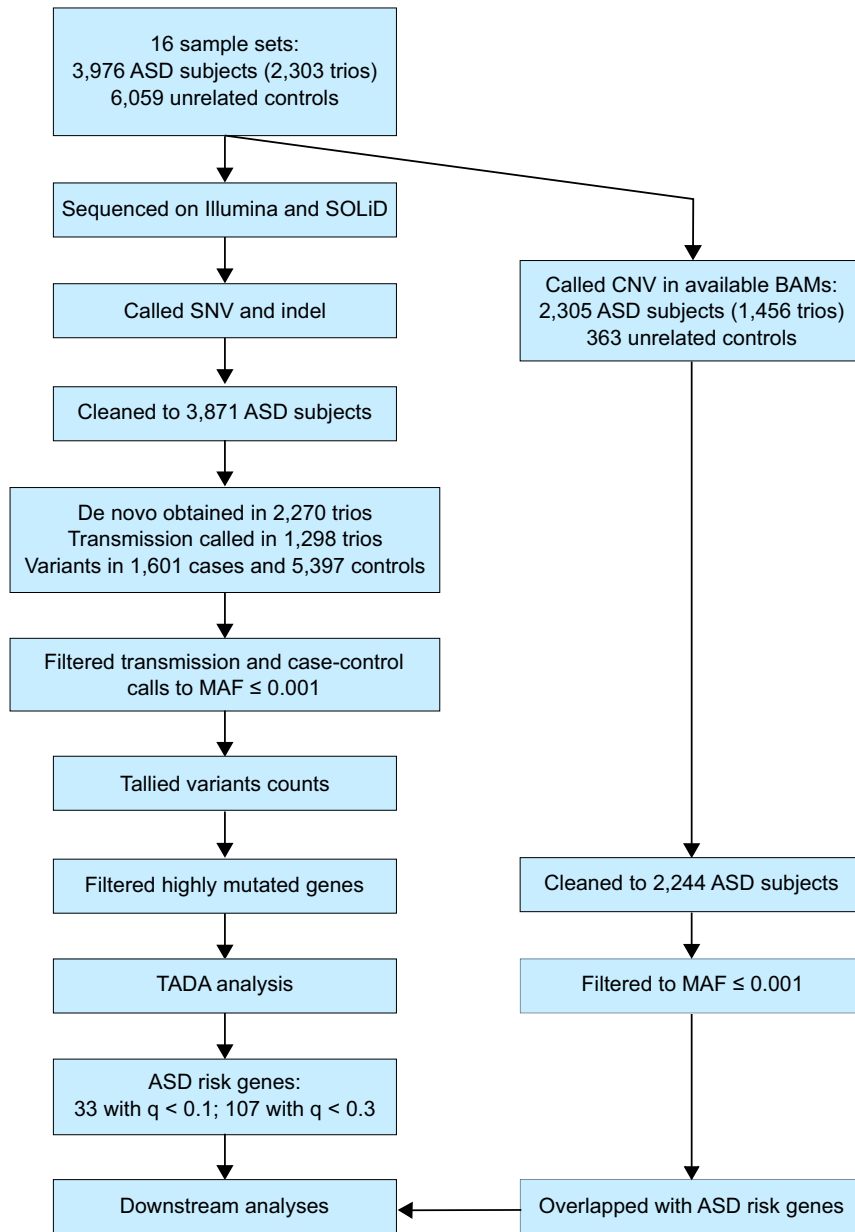 16 sample sets:
3,976 ASD subjects (2,303 trios)
6,059 unrelated controls
Sequenced on Illumina and SOLiD
Called SNV and indel
Cleaned to 3,871 ASD subjects
De novo obtained in 2,270 trios
Transmission called in 1,298 trios
Variants in 1,601 cases and 5,397 controls
Filtered transmission and case-control
calls to MAF ≤ 0.001
Tallied variants counts
Filtered highly mutated genes
TADA analysis
ASD risk genes:
33 with q < 0.1; 107 with q < 0.3
Downstream analyses
Called CNV in available BAMs:
2,305 ASD subjects (1,456 trios)
363 unrelated controls
Cleaned to 2,244 ASD subjects
Filtered to MAF ≤ 0.001
Overlapped with ASD risk genes